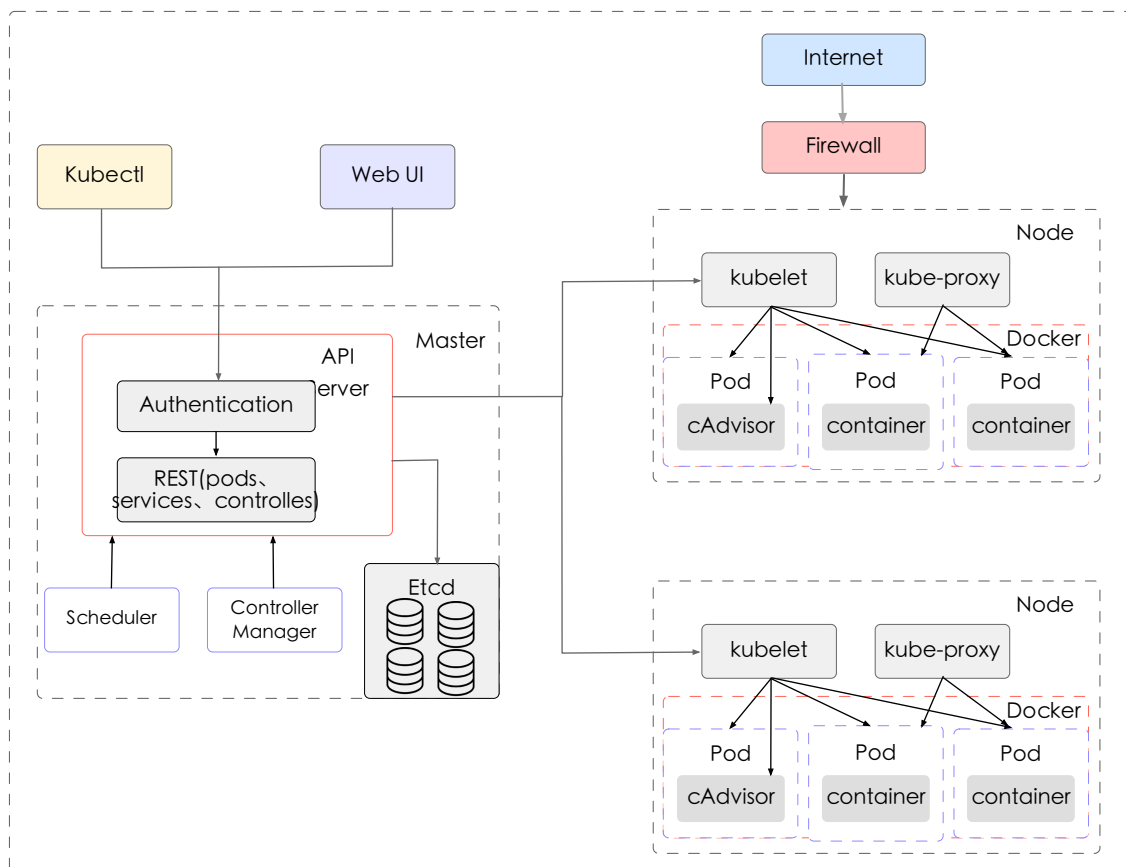 Internet
Firewall
Kubectl
Web UI
Node
kubelet
kube-proxy
Master
API
erver
Docker
Pod
Pod
Pod
Authentication
cAdvisor
container
container
REST(pods、
services、controlles)
Etcd
Scheduler
Controller
Manager
Node
kubelet
kube-proxy
Docker
Pod
Pod
Pod
cAdvisor
container
container